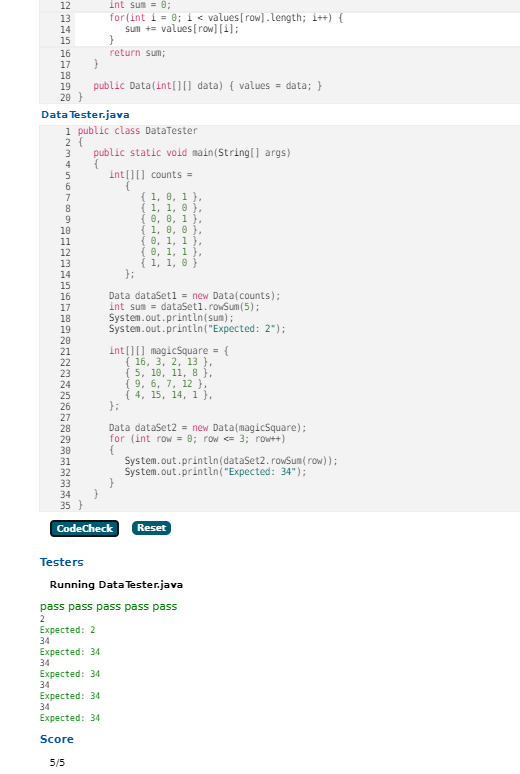 12 int sum = 0;
13 for(int i = 0; i < values[row].length; i++) {
14 sum += values[row][i];
15 }
16 return sum;
17 }
18
19 public Data(int[][] data) { values = data; }
20 }
DataTester.java
1 public class DataTester
2 {
3 public static void main(String[] args)
4 {
5 int[][] counts =
6 {
7 { 1, 0, 1 },
8 { 1, 1, 0 },
9 { 0, 0, 1 },
10 { 1, 0, 0 },
11 { 0, 1, 1 },
12 { 0, 1, 1 },
13 { 1, 1, 0 }
14 };
15
16 Data dataSet1 = new Data(counts);
17 int sum = dataSet1.rowSum(5);
18 System.out.println(sum);
19 System.out.println("Expected: 2");
20
21 int[][] magicSquare = {
22 { 16, 3, 2, 13 },
23 { 5, 10, 11, 8 },
24 { 9, 6, 7, 12 },
25 { 4, 15, 14, 1 },
26 };
27
28 Data dataSet2 = new Data(magicSquare);
29 for (int row = 0; row <= 3; row++)
30 {
31 System.out.println(dataSet2.rowSum(row));
32 System.out.println("Expected: 34");
33 }
34 }
35 }
CodeCheck Reset
Testers
Running DataTester.java
pass pass pass pass pass
2
Expected: 2
34
Expected: 34
34
Expected: 34
34
Expected: 34
34
Expected: 34
Score
5/5